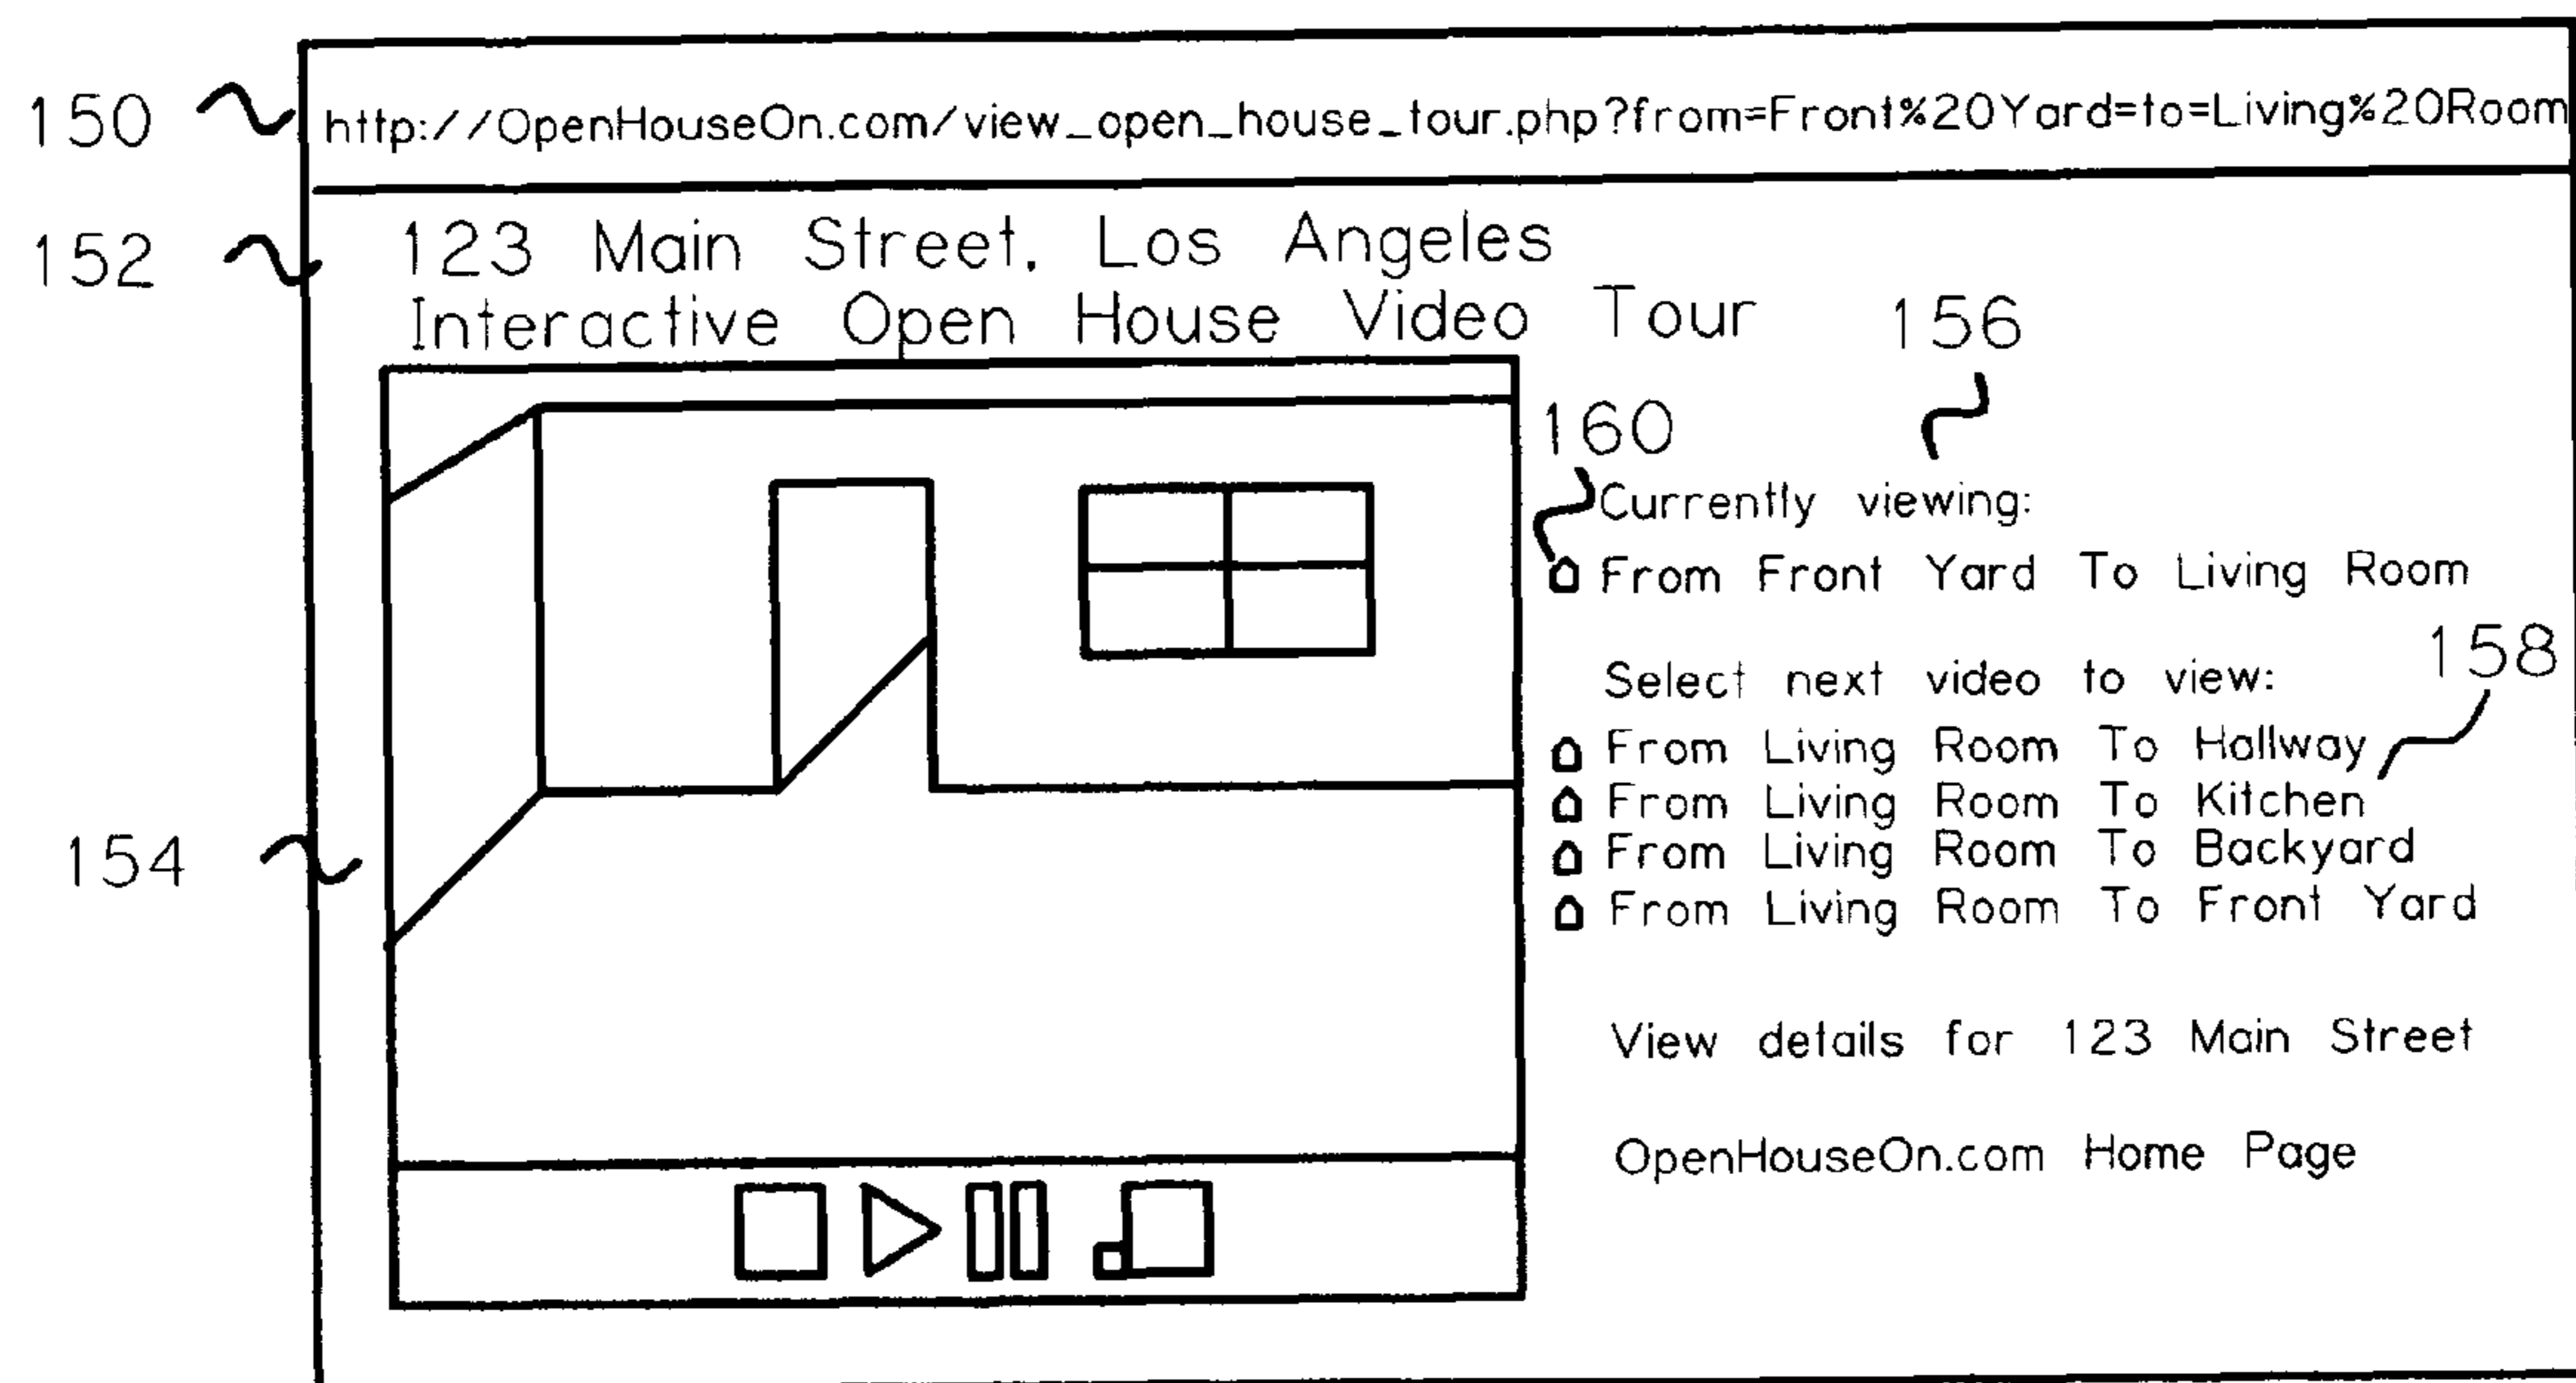 150
http://OpenHouseOn.com/view_open_house_tour.php?from=Front%20Yard=to=Living%20Room
152
123 Main Street. Los Angeles
Interactive Open House Video Tour
156
160
Currently viewing:
From Front Yard To Living Room
158
Select next video to view:
From Living Room To Hallway
From Living Room To Kitchen
From Living Room To Backyard
From Living Room To Front Yard
154
View details for 123 Main Street
OpenHouseOn.com Home Page